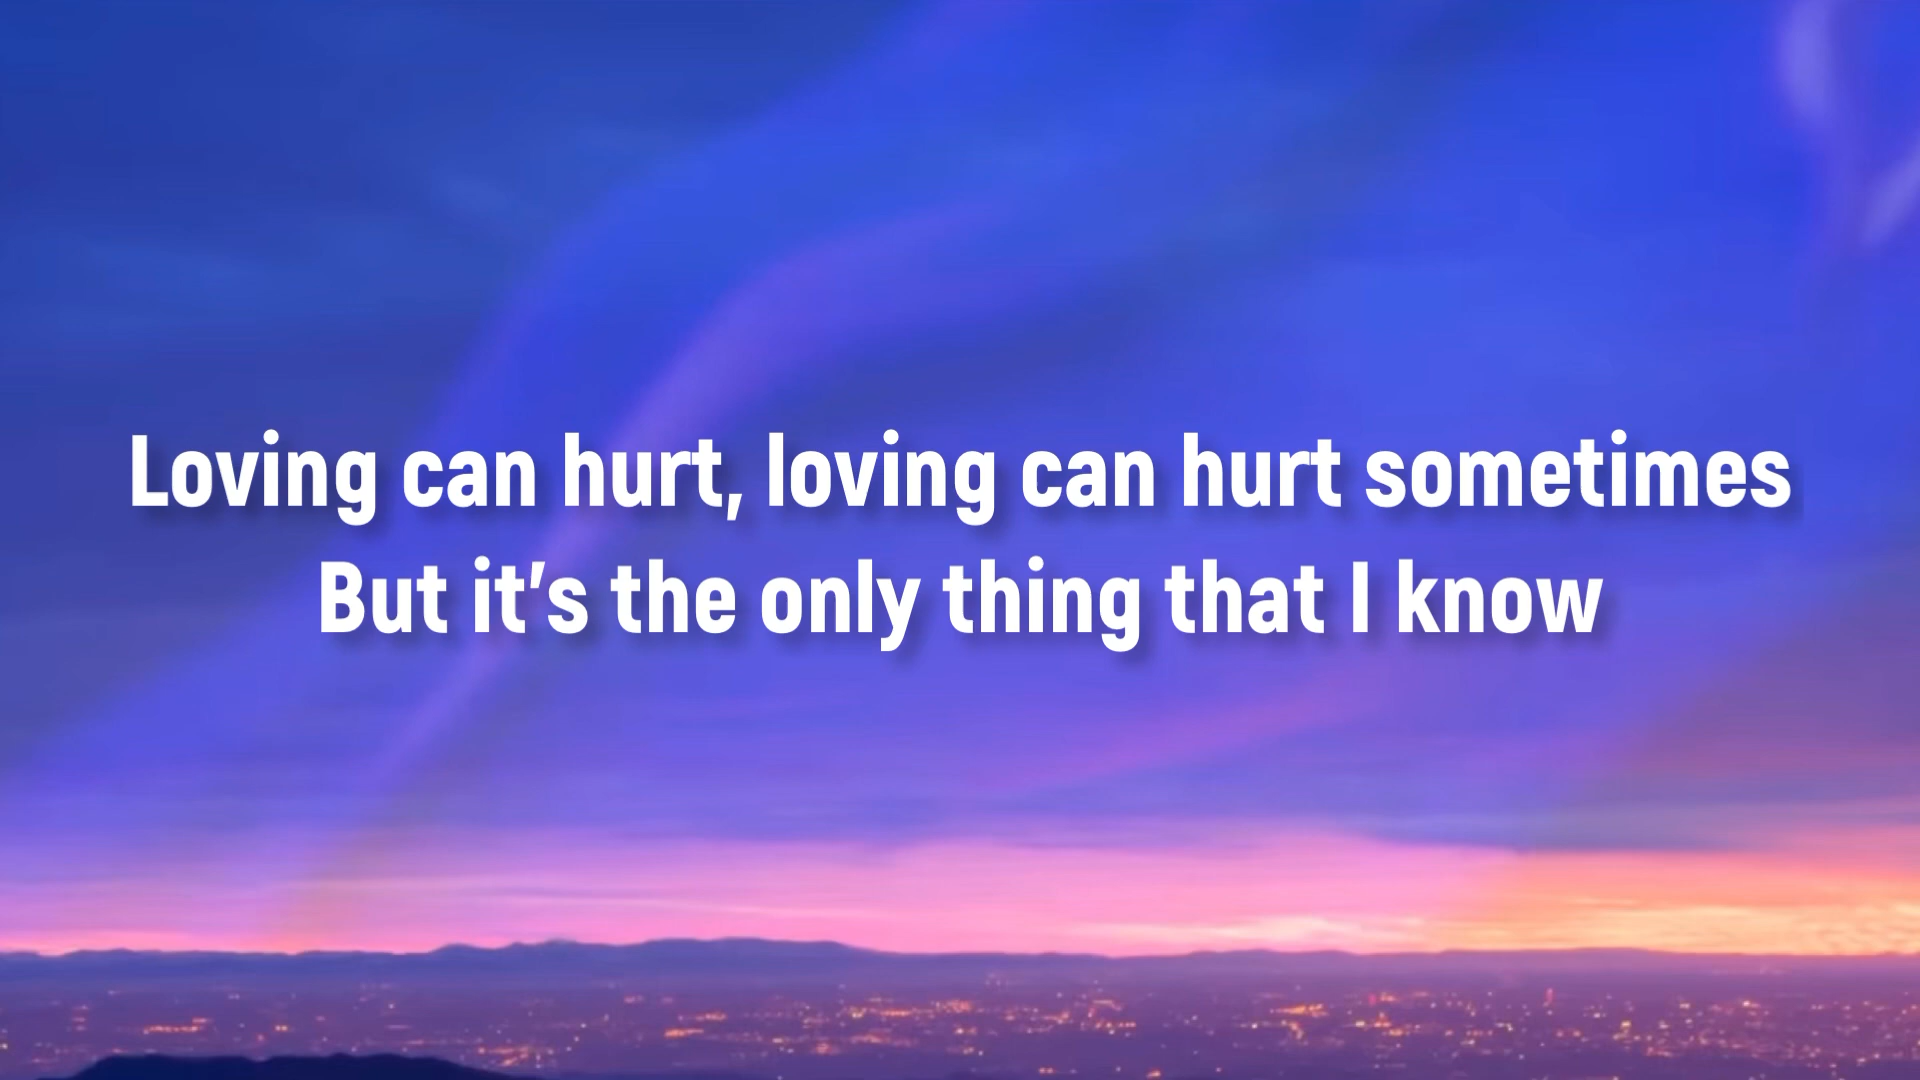 Loving can hurt, loving can hurt sometimes
But it's the only thing that I know